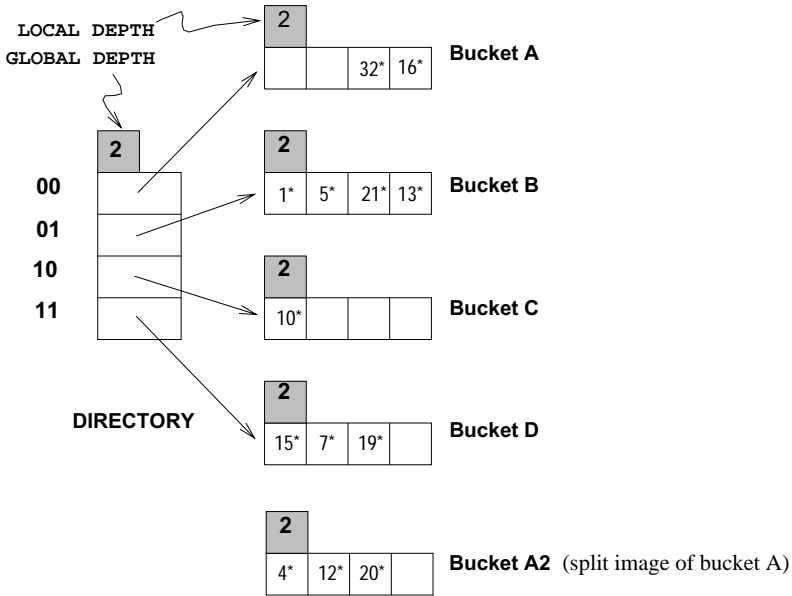 LOCAL DEPTH
GLOBAL DEPTH
2
32* 16*
Bucket A
2
00
01
10
11
DIRECTORY
2
1* 5* 21* 13*
Bucket B
2
10*
Bucket C
2
15* 7* 19*
Bucket D
2
4* 12* 20*
Bucket A2 (split image of bucket A)